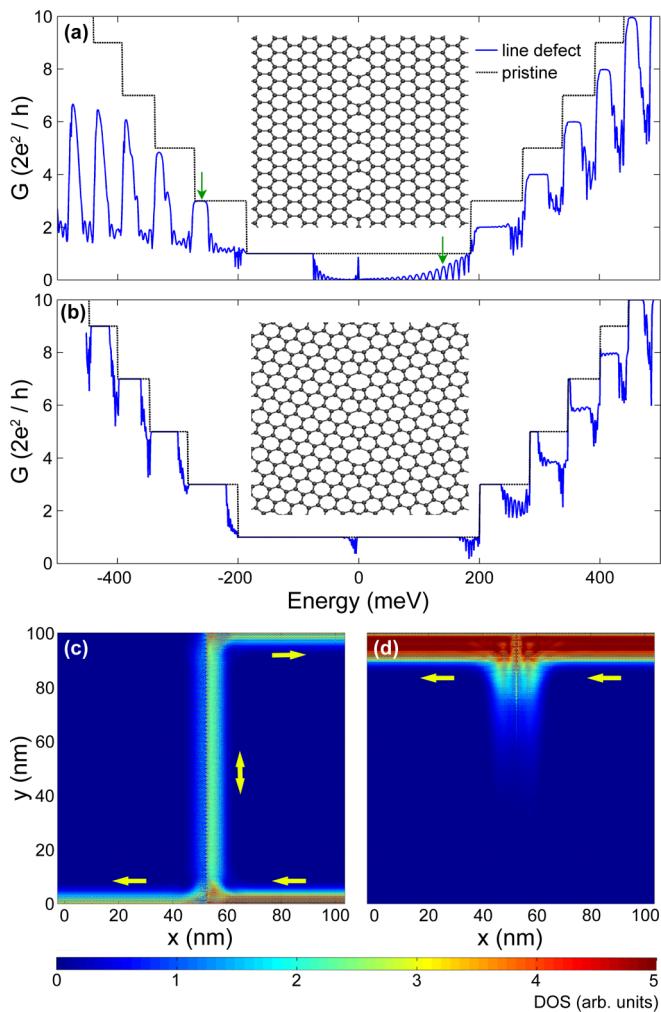 10
(a)
8
6
4
2
0
G (2e² / h)
line defect
pristine
10
(b)
8
6
4
2
0
G (2e² / h)
-400 -200 0 200 400
Energy (meV)
100
(c)
80
60
40
20
0
y (nm)
0 20 40 60 80 100
x (nm)
(d)
0 20 40 60 80 100
x (nm)
0 1 2 3 4 5
DOS (arb. units)